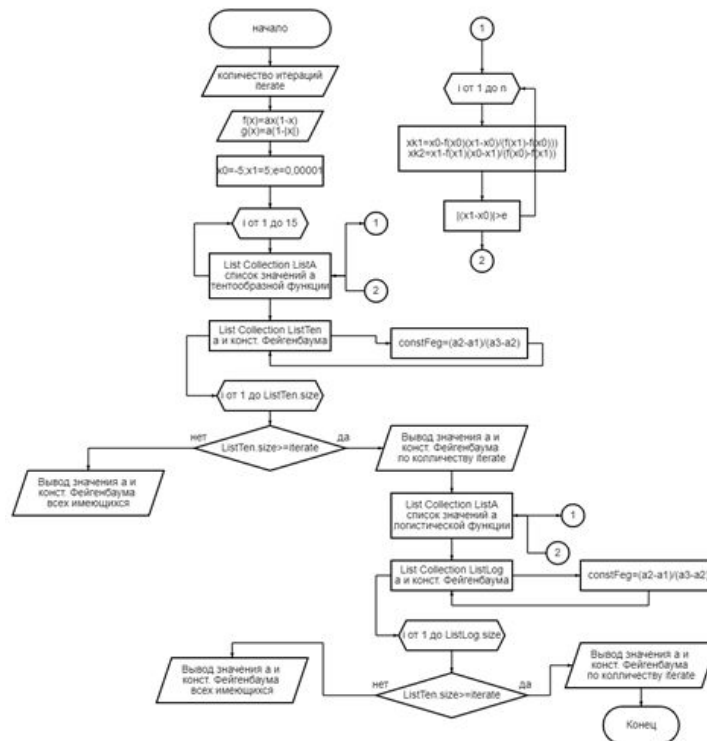 начало
количество итераций
iterate
f(x)=ax(1-x)
g(x)=a(1-|x|)
x0=-5;x1=5;e=0,00001
i от 1 до 15
List Collection ListA
список значений а
тентообразной функции
1
2
List Collection ListTen
а и конст. Фейгенбаума
constFeg=(a2-a1)/(a3-a2)
i от 1 до ListTen.size
нет
ListTen.size>=iterate
да
Вывод значения а и
конст. Фейгенбаума
всех имеющихся
Вывод значения а и
конст. Фейгенбаума
по колличеству iterate
List Collection ListA
список значений а
логистической функции
1
2
List Collection ListLog
а и конст. Фейгенбаума
constFeg=(a2-a1)/(a3-a2)
i от 1 до ListLog.size
Вывод значения а и
конст. Фейгенбаума
всех имеющихся
нет
ListTen.size>=iterate
да
Вывод значения а и
конст. Фейгенбаума
по колличеству iterate
Конец
1
i от 1 до n
xk1=x0-f(x0)(x1-x0)/(f(x1)-f(x0)))
xk2=x1-f(x1)(x0-x1)/(f(x0)-f(x1))
|(x1-x0)|>e
2